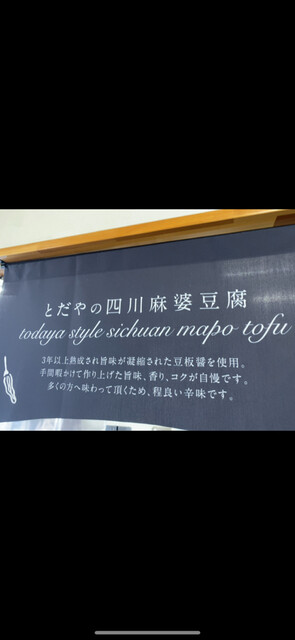 とだやの四川麻婆豆腐
todaya style sichuan mapo tofu
3年以上熟成され旨味が凝縮された豆板醤を使用。
手間暇かけて作り上げた旨味、香り、コクが自慢です。
多くの方へ味わって頂くため、程良い辛味です。